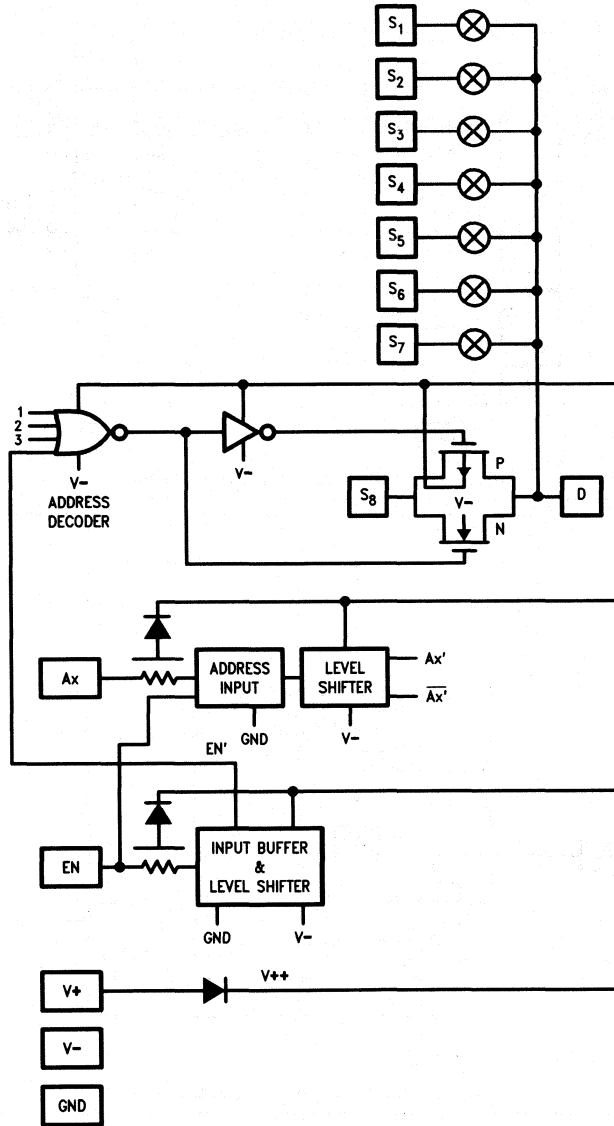 S1
S2
S3
S4
S5
S6
S7
1
2
3
V-
ADDRESS
DECODER
V-
P
S8
V-
D
N
Ax
ADDRESS
INPUT
LEVEL
SHIFTER
Ax'
Ax'
GND
V-
EN'
EN
INPUT BUFFER
&
LEVEL SHIFTER
GND
V-
V+
V++
V-
GND